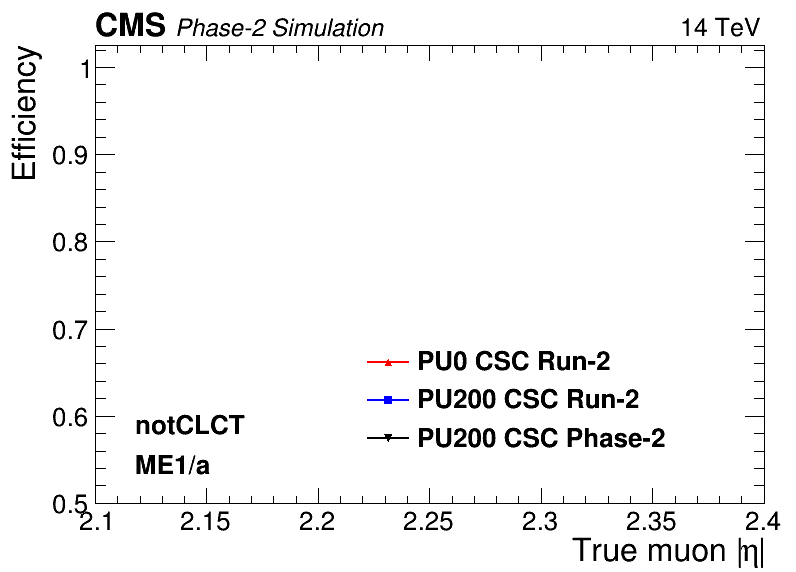 CMS Phase-2 Simulation 14 TeV
Efficiency
1
0.9
0.8
0.7
0.6
0.5
PU0 CSC Run-2
PU200 CSC Run-2
PU200 CSC Phase-2
notCLCT
ME1/a
2.1 2.15 2.2 2.25 2.3 2.35 2.4
True muon |η|